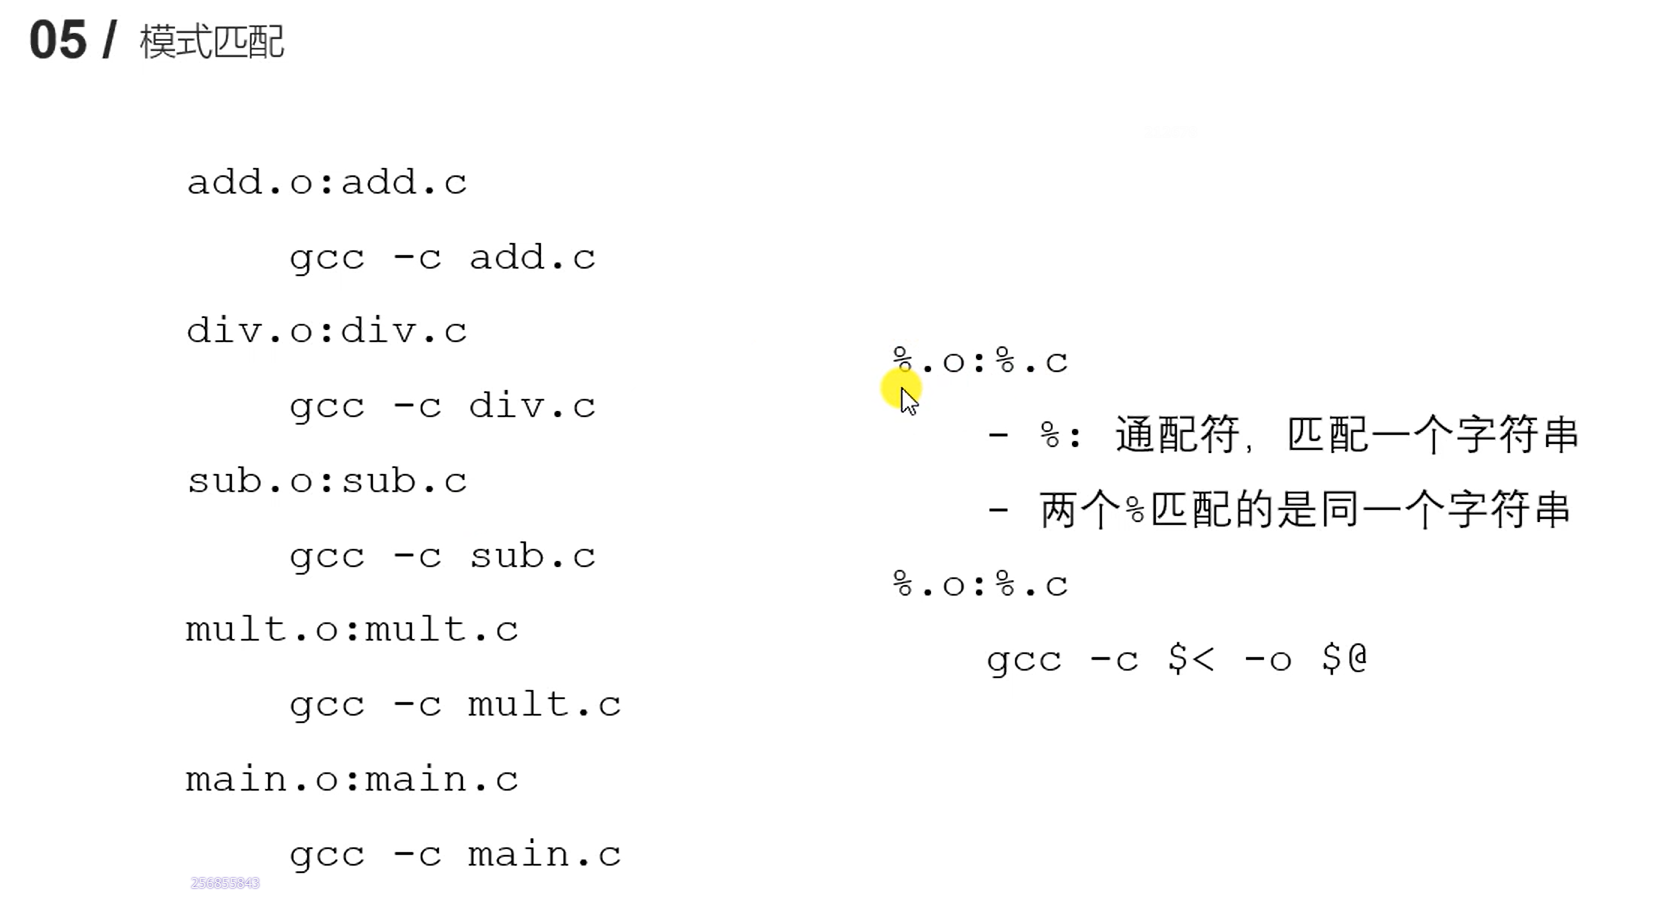 05 / 模式匹配
add.o:add.c
gcc -c add.c
div.o:div.c
gcc -c div.c
sub.o:sub.c
gcc -c sub.c
mult.o:mult.c
gcc -c mult.c
main.o:main.c
gcc -c main.c
%.o:%.c
- %: 通配符, 匹配一个字符串
- 两个%匹配的是同一个字符串
%.o:%.c
gcc -c $< -o $@
256855843